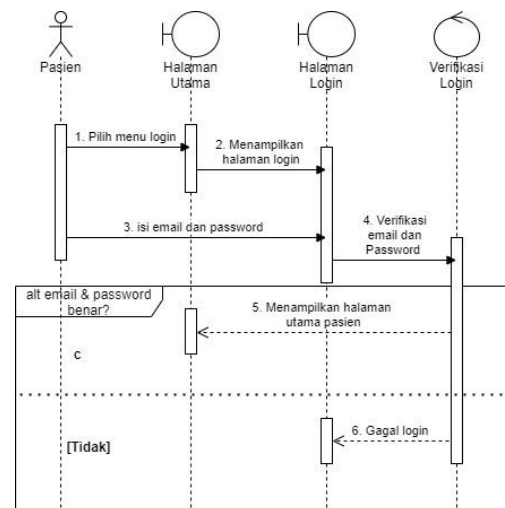 Pasien
Halaman
Utama
Halaman
Login
Verifikasi
Login
1. Pilih menu login
2. Menampilkan
halaman login
3. isi email dan password
4. Verifikasi
email dan
Password
alt email & password
benar?
5. Menampilkan halaman
utama pasien
c
6. Gagal login
[Tidak]